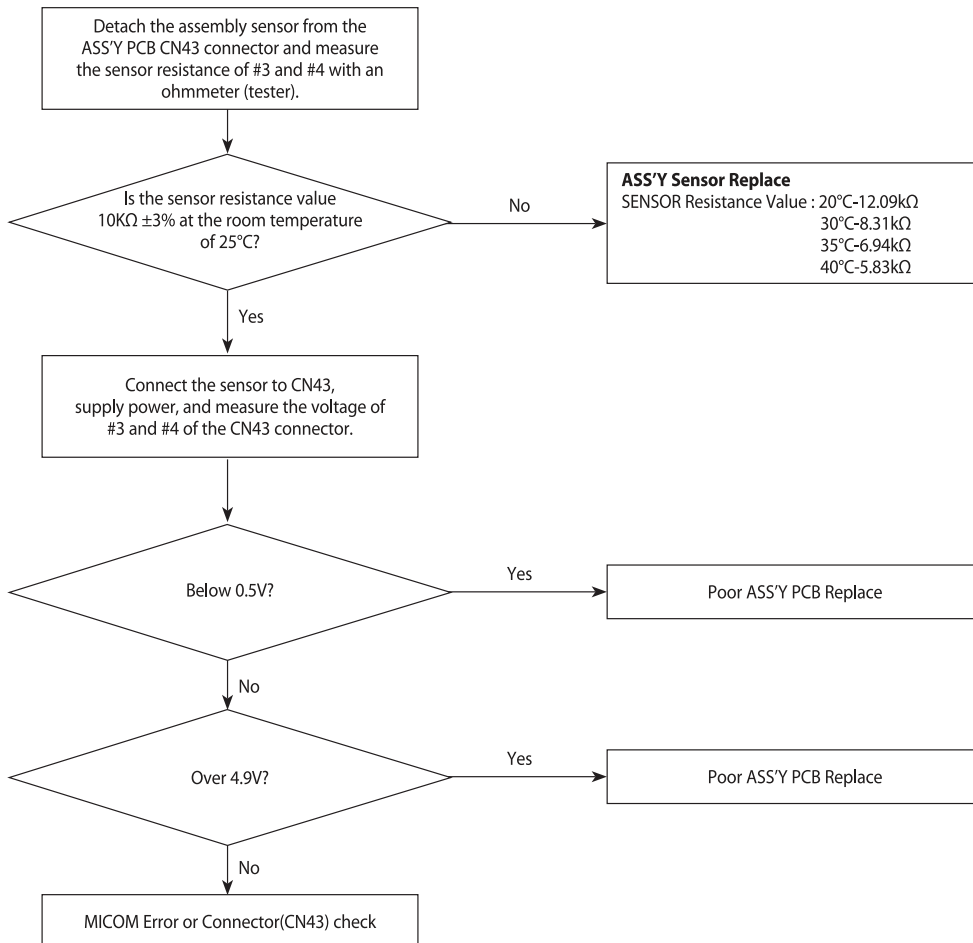 Detach the assembly sensor from the
ASS'Y PCB CN43 connector and measure
the sensor resistance of #3 and #4 with an
ohmmeter (tester).
Is the sensor resistance value
10KΩ ±3% at the room temperature
of 25°C?
No
ASS'Y Sensor Replace
SENSOR Resistance Value : 20°C-12.09kΩ
30°C-8.31kΩ
35°C-6.94kΩ
40°C-5.83kΩ
Yes
Connect the sensor to CN43,
supply power, and measure the voltage of
#3 and #4 of the CN43 connector.
Below 0.5V?
Yes
Poor ASS'Y PCB Replace
No
Over 4.9V?
Yes
Poor ASS'Y PCB Replace
No
MICOM Error or Connector(CN43) check